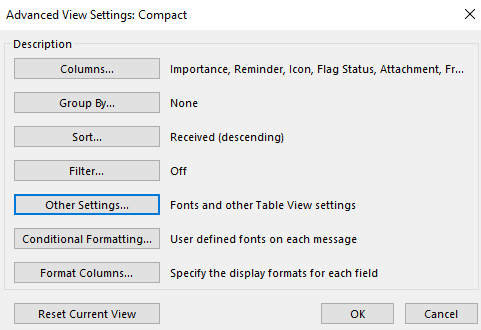 Advanced View Settings: Compact
Description
Columns... Importance, Reminder, Icon, Flag Status, Attachment, Fr...
Group By... None
Sort... Received (descending)
Filter... Off
Other Settings... Fonts and other Table View settings
Conditional Formatting... User defined fonts on each message
Format Columns... Specify the display formats for each field
Reset Current View OK Cancel